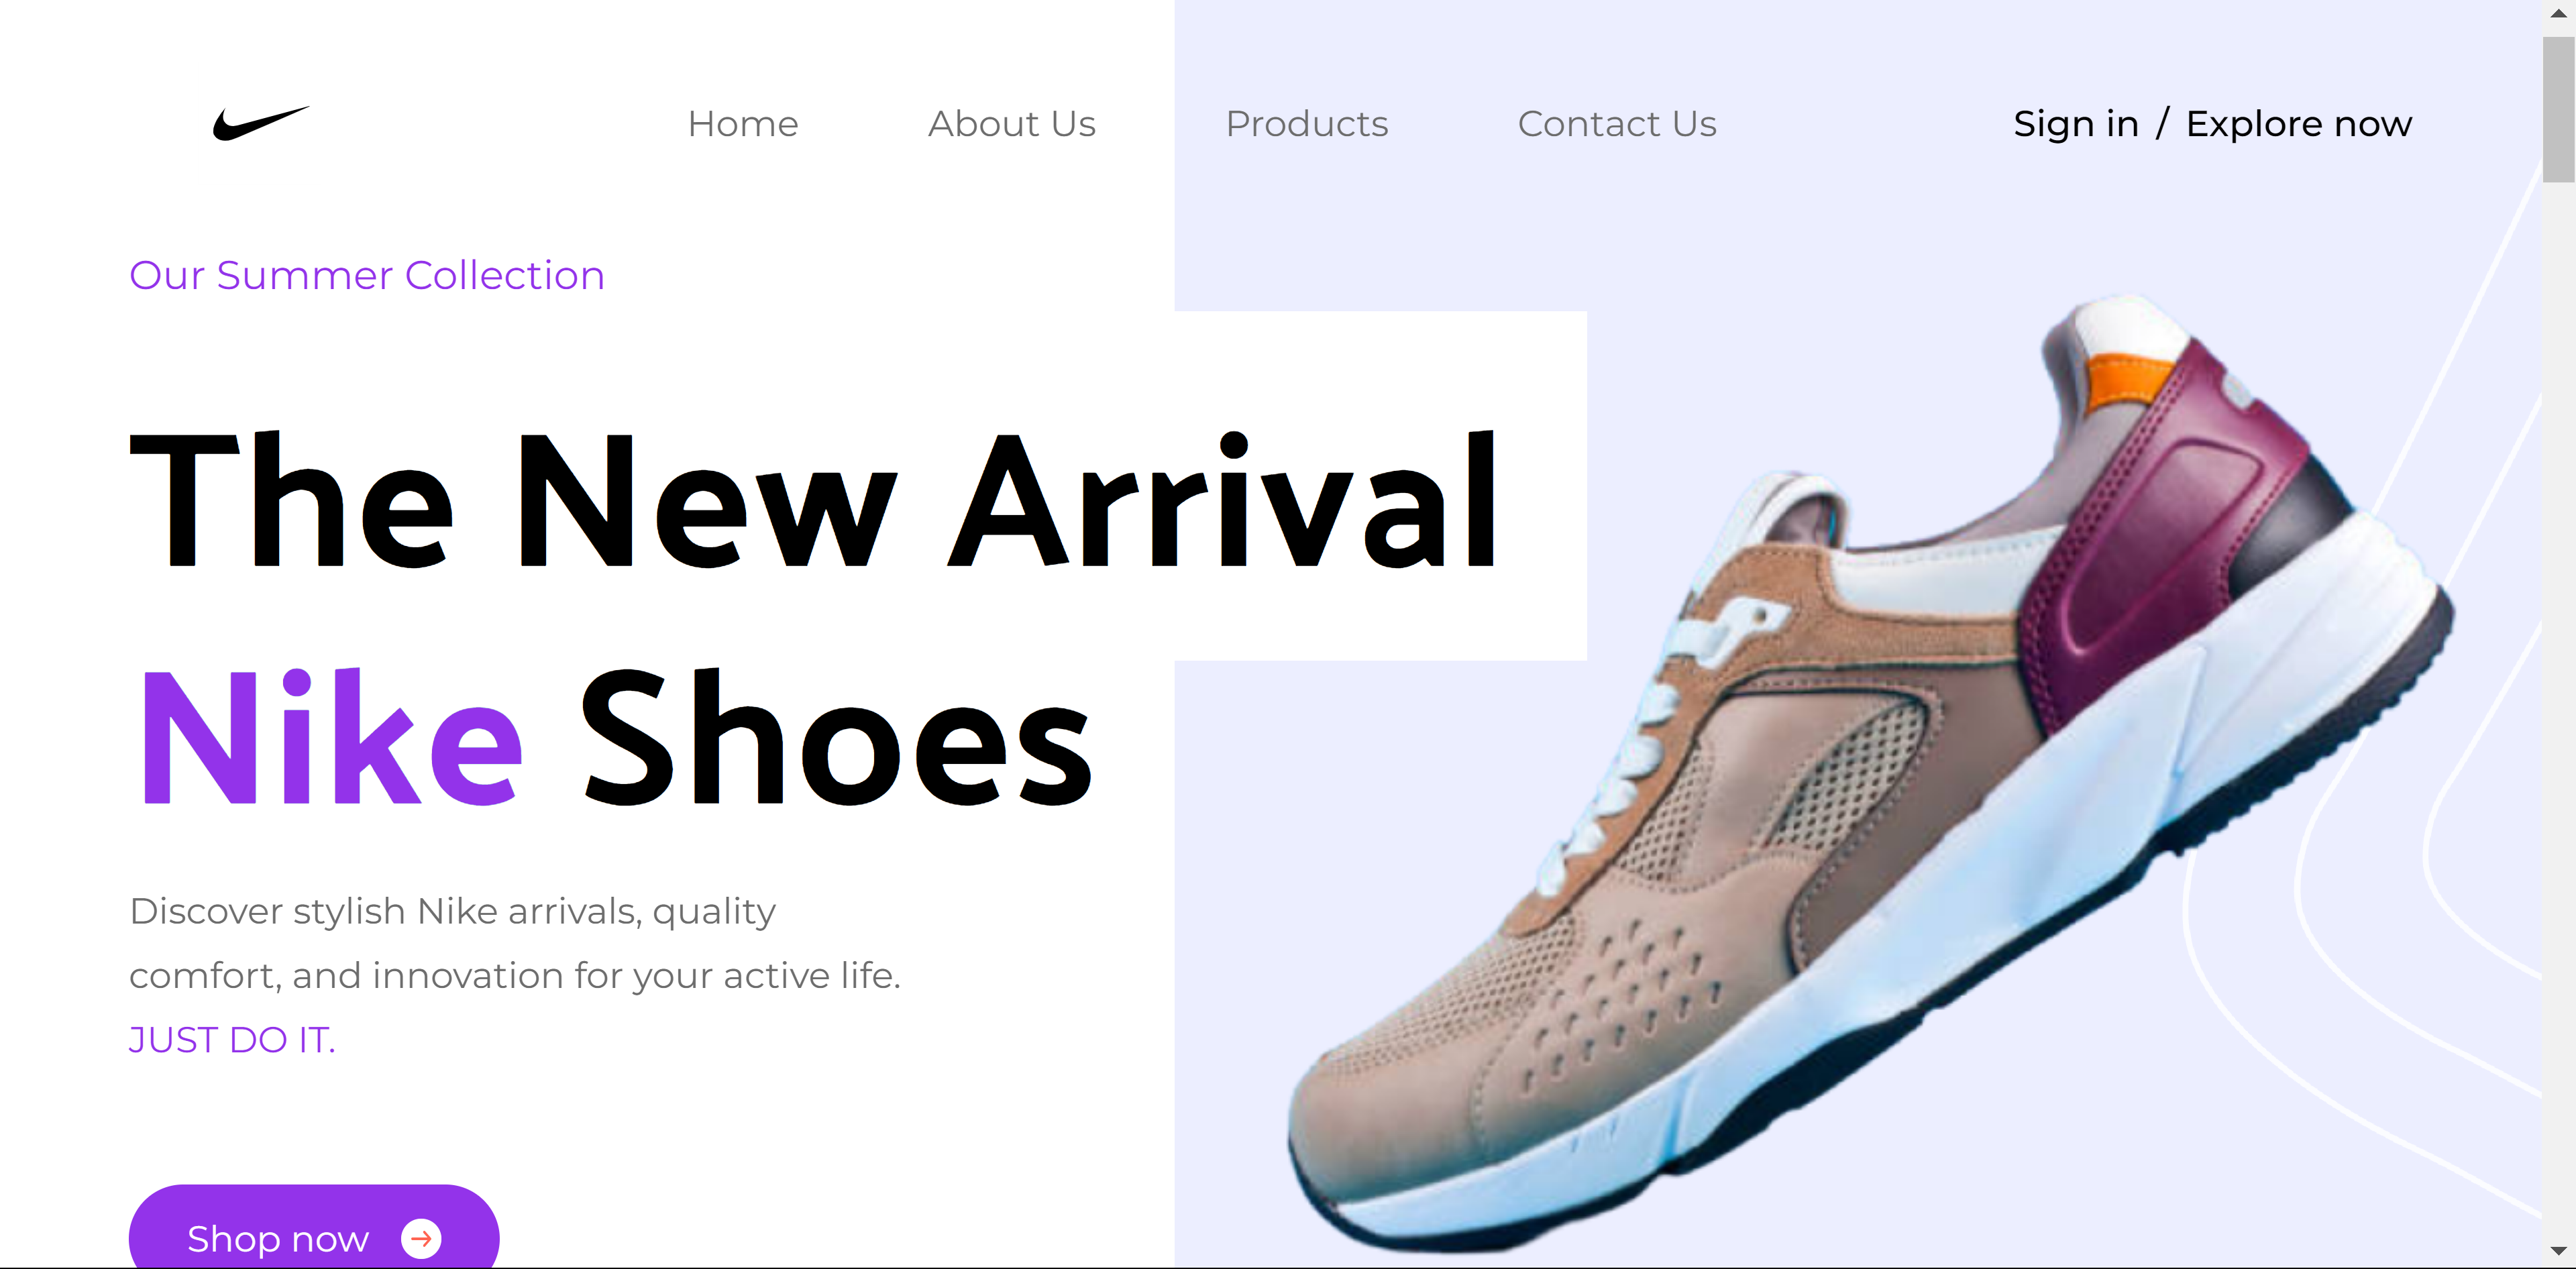 Home About Us Products Contact Us Sign in / Explore now
Our Summer Collection
The New Arrival
Nike Shoes
Discover stylish Nike arrivals, quality
comfort, and innovation for your active life.
JUST DO IT.
Shop now